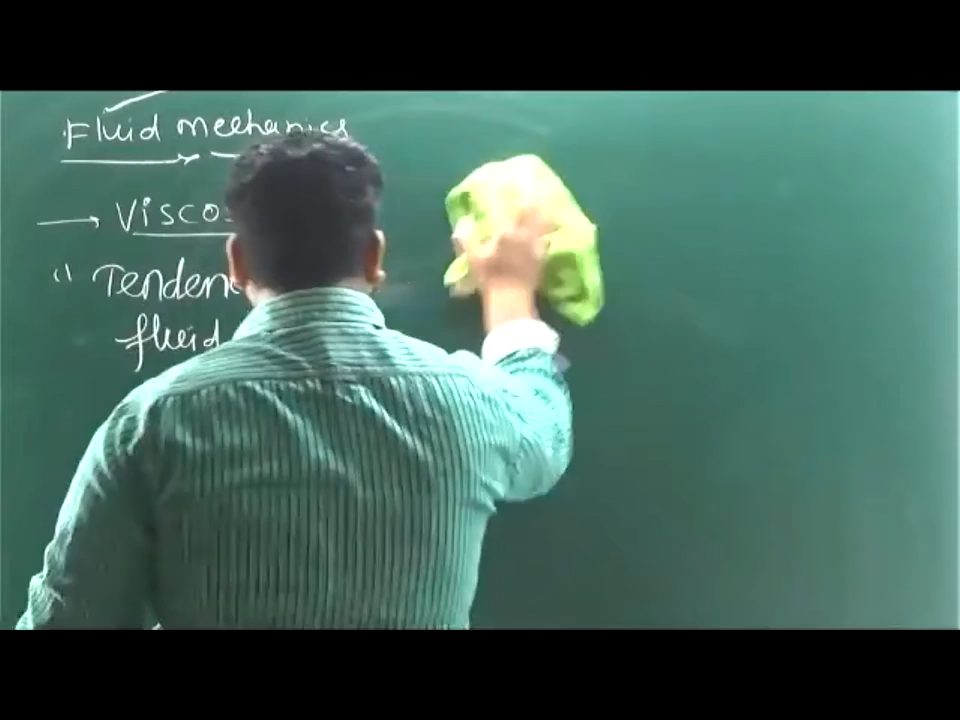 Fluid mechanics
→ Visco
" Tenden
fluid